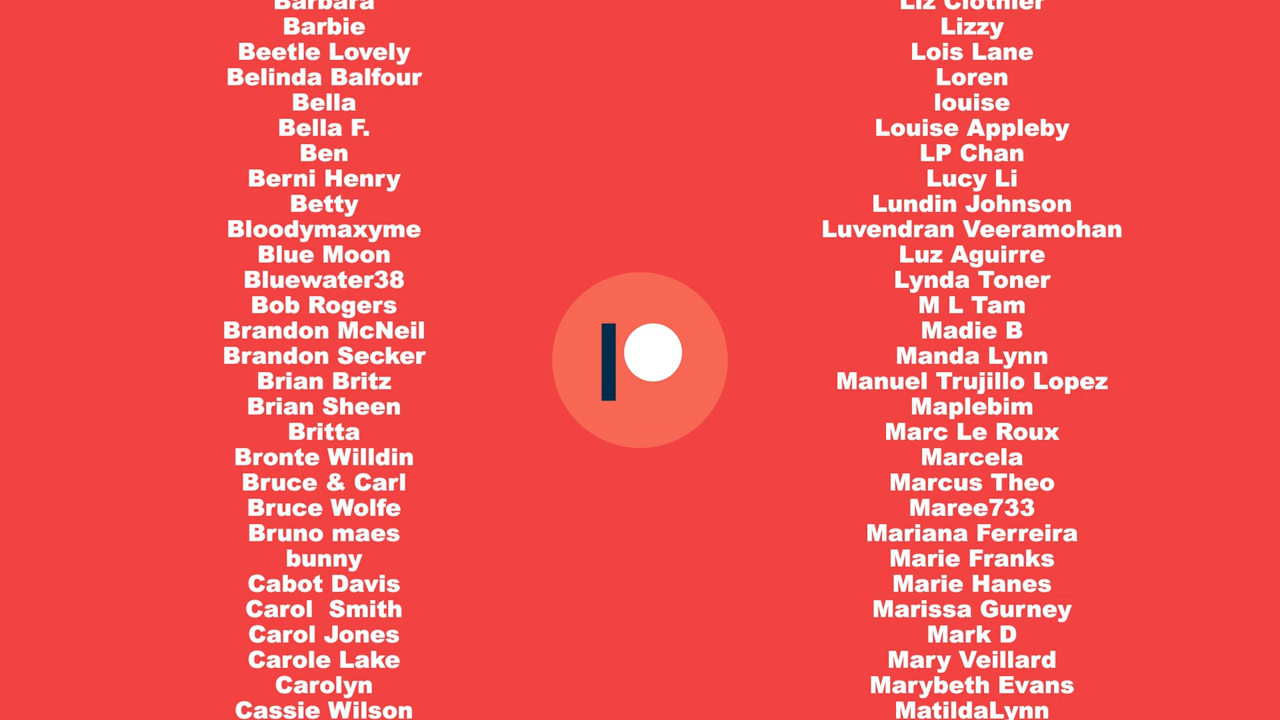 Barbara
Barbie
Beetle Lovely
Belinda Balfour
Bella
Bella F.
Ben
Berni Henry
Betty
Bloodymaxyme
Blue Moon
Bluewater38
Bob Rogers
Brandon McNeil
Brandon Secker
Brian Britz
Brian Sheen
Britta
Bronte Willdin
Bruce & Carl
Bruce Wolfe
Bruno maes
bunny
Cabot Davis
Carol  Smith
Carol Jones
Carole Lake
Carolyn
Cassie Wilson
Liz Clothier
Lizzy
Lois Lane
Loren
louise
Louise Appleby
LP Chan
Lucy Li
Lundin Johnson
Luvendran Veeramohan
Luz Aguirre
Lynda Toner
M L Tam
Madie B
Manda Lynn
Manuel Trujillo Lopez
Maplebim
Marc Le Roux
Marcela
Marcus Theo
Maree733
Mariana Ferreira
Marie Franks
Marie Hanes
Marissa Gurney
Mark D
Mary Veillard
Marybeth Evans
MatildaLynn